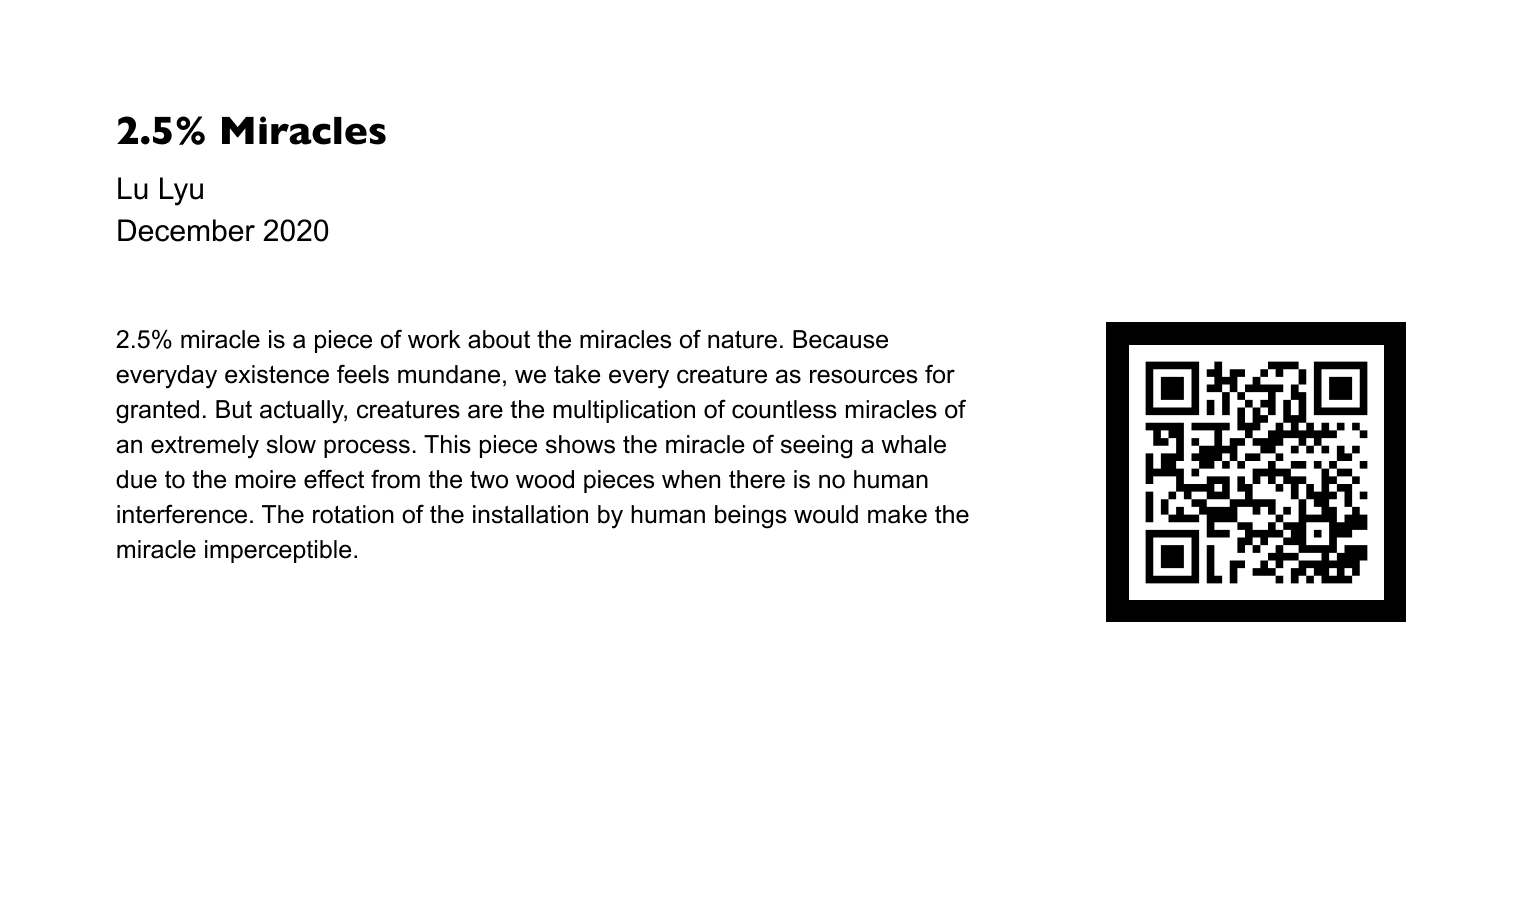 2.5% Miracles
Lu Lyu
December 2020
2.5% miracle is a piece of work about the miracles of nature. Because
everyday existence feels mundane, we take every creature as resources for
granted. But actually, creatures are the multiplication of countless miracles of
an extremely slow process. This piece shows the miracle of seeing a whale
due to the moire effect from the two wood pieces when there is no human
interference. The rotation of the installation by human beings would make the
miracle imperceptible.